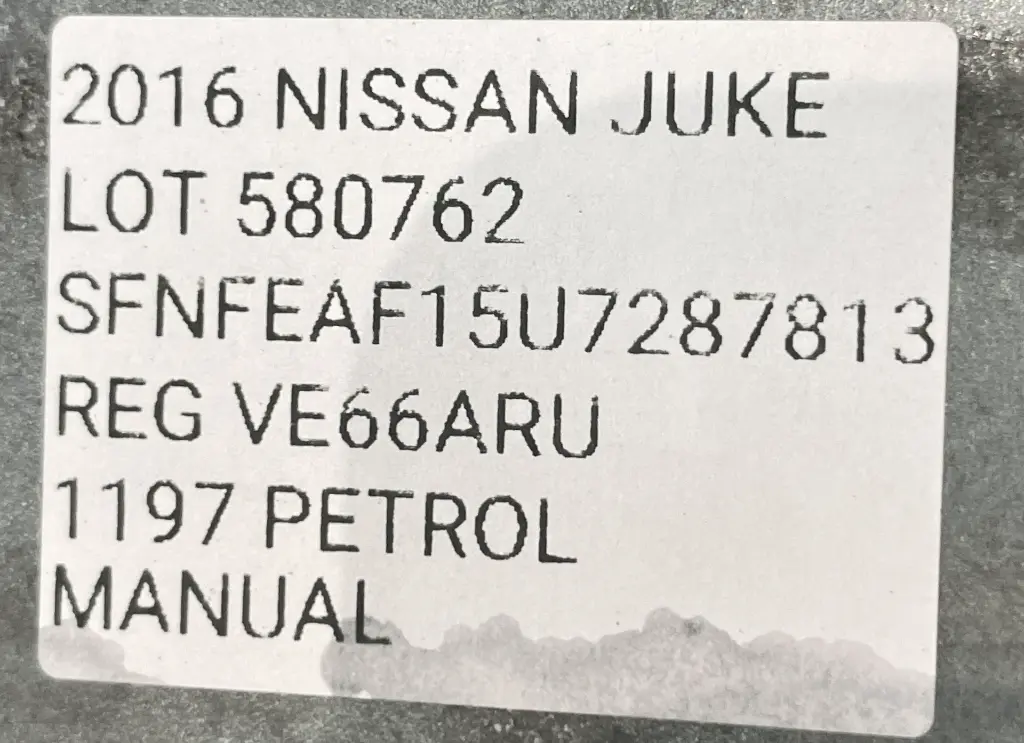 2016 NISSAN JUKE
LOT 580762
SFNFEAF15U7287813
REG VE66ARU
1197 PETROL
MANUAL